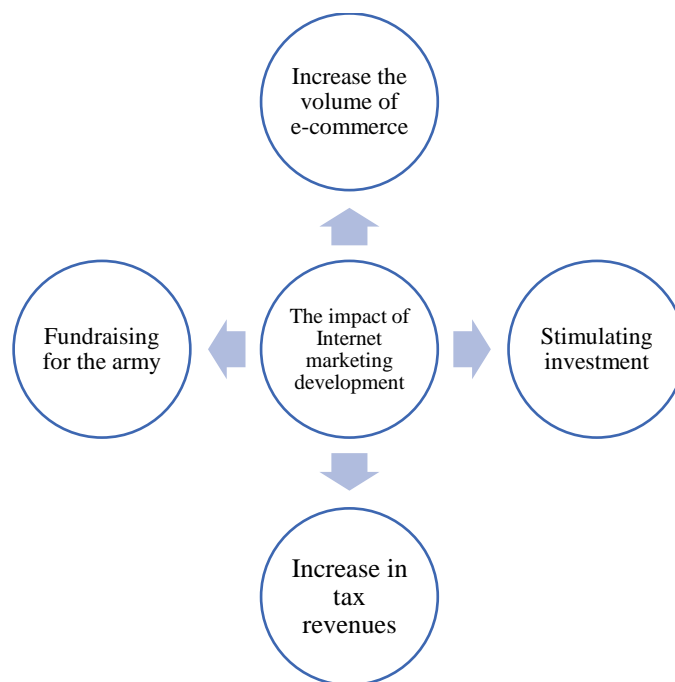 Increase the
volume of
e-commerce
Fundraising
for the army
The impact of
Internet
marketing
development
Stimulating
investment
Increase in
tax
revenues